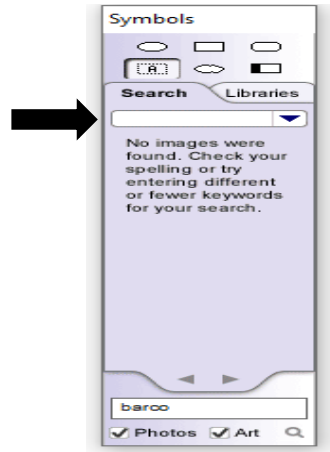 Symbols
A
Search Libraries
No images were
found. Check your
spelling or try
entering different
or fewer keywords
for your search.
barco
Photos Art